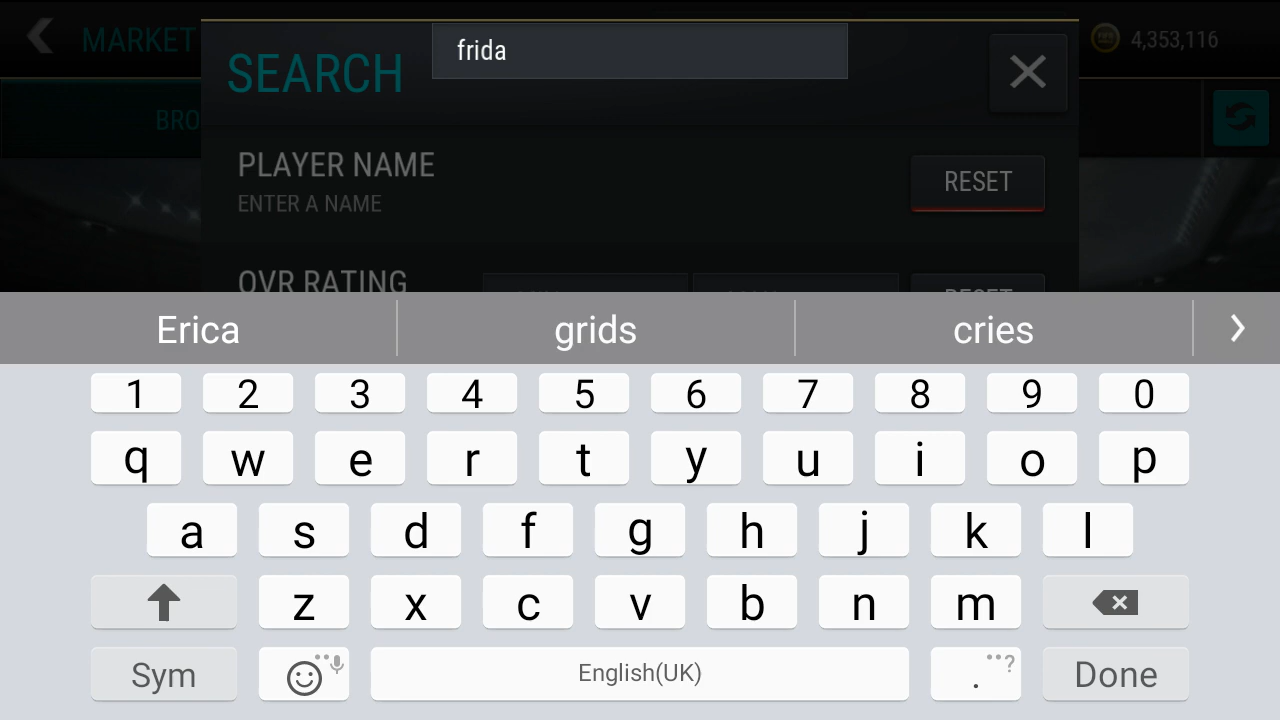 MARKET
SEARCH
frida
4,353,116
BRO
PLAYER NAME
ENTER A NAME
RESET
OVR RATING
RESET
Erica grids cries
1 2 3 4 5 6 7 8 9 0
q w e r t y u i o p
a s d f g h j k l
z x c v b n m
Sym English(UK) . ? Done